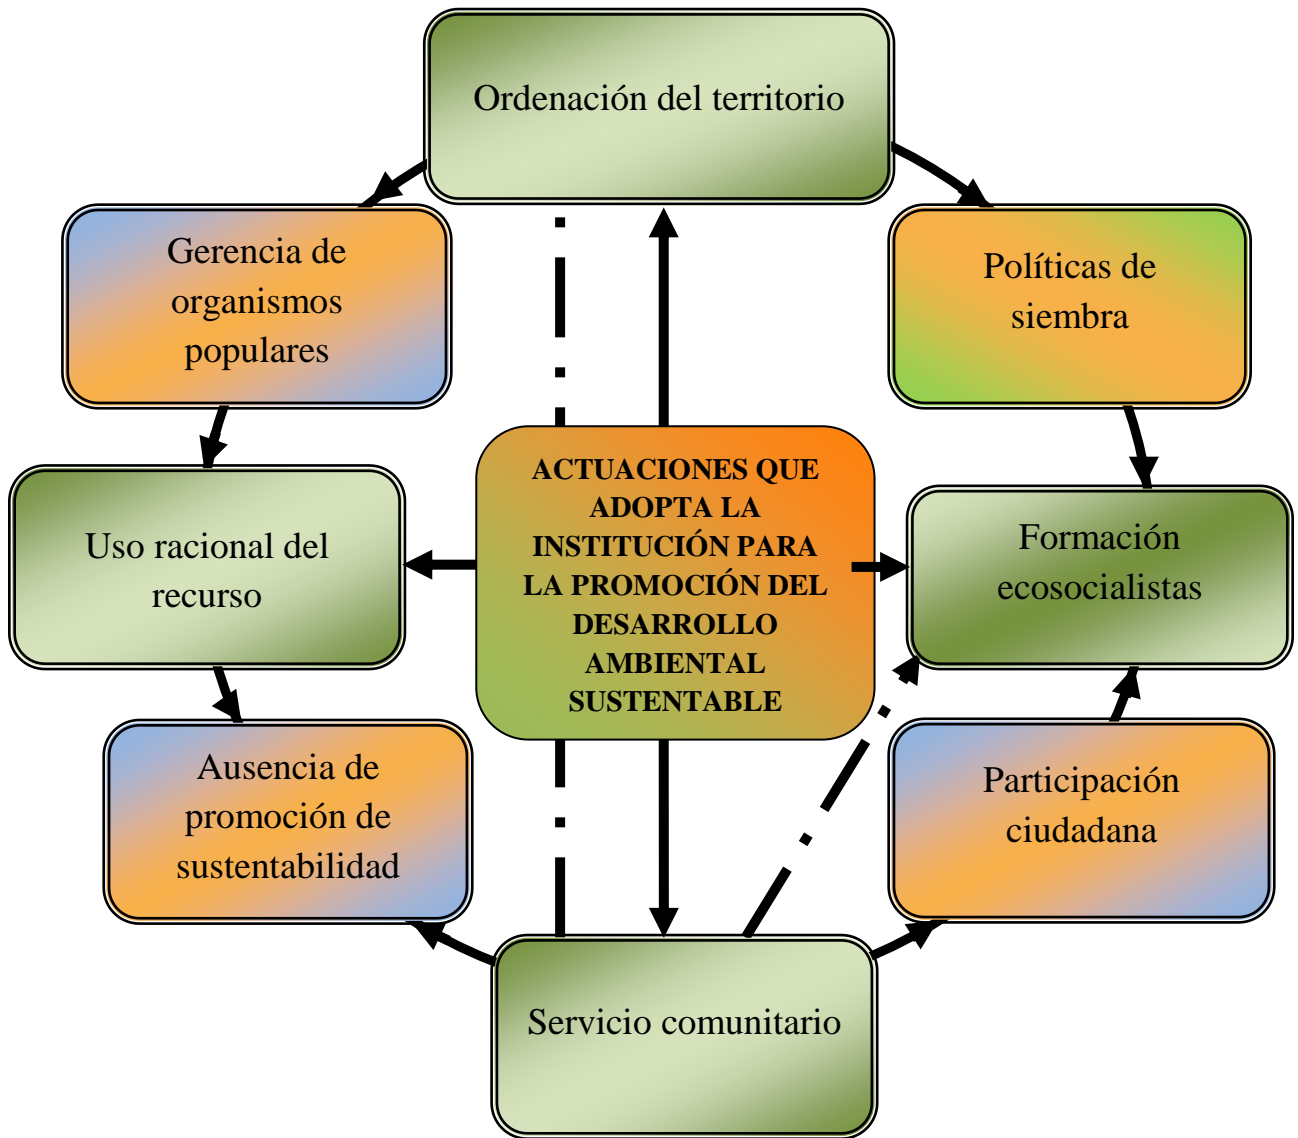 Ordenación del territorio
Gerencia de
organismos
populares
Políticas de
siembra
ACTUACIONES QUE
ADOPTA LA
INSTITUCIÓN PARA
LA PROMOCIÓN DEL
DESARROLLO
AMBIENTAL
SUSTENTABLE
Uso racional del
recurso
Formación
ecosocialistas
Ausencia de
promoción de
sustentabilidad
Participación
ciudadana
Servicio comunitario